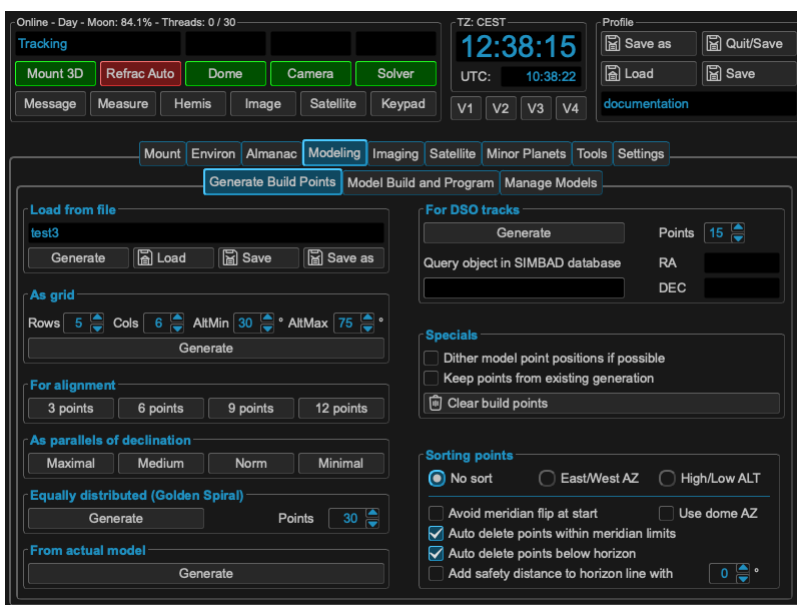 Online - Day - Moon: 84.1% - Threads: 0 / 30
Tracking
Mount 3D Refrac Auto Dome Camera Solver
Message Measure Hemis Image Satellite Keypad
TZ: CEST
12:38:15
UTC: 10:38:22
V1 V2 V3 V4
Profile
Save as Quit/Save
Load Save
documentation
Mount Environ Almanac Modeling Imaging Satellite Minor Planets Tools Settings
Generate Build Points Model Build and Program Manage Models
Load from file
test3
Generate Load Save Save as
As grid
Rows 5 Cols 6 AltMin 30 ° AltMax 75 °
Generate
For alignment
3 points 6 points 9 points 12 points
As parallels of declination
Maximal Medium Norm Minimal
Equally distributed (Golden Spiral)
Generate Points 30
From actual model
Generate
For DSO tracks
Generate Points 15
Query object in SIMBAD database RA
DEC
Specials
Dither model point positions if possible
Keep points from existing generation
Clear build points
Sorting points
No sort East/West AZ High/Low ALT
Avoid meridian flip at start Use dome AZ
Auto delete points within meridian limits
Auto delete points below horizon
Add safety distance to horizon line with 0 °